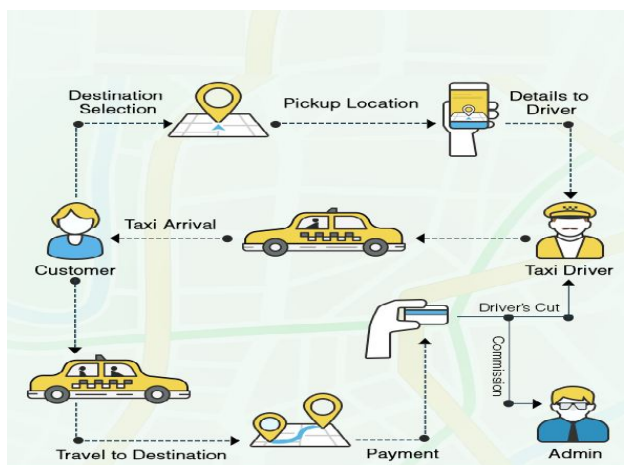 Destination
Selection
Pickup Location
Details to
Driver
Taxi Arrival
Customer
Taxi Driver
Driver's Cut
Commission
Travel to Destination
Payment
Admin